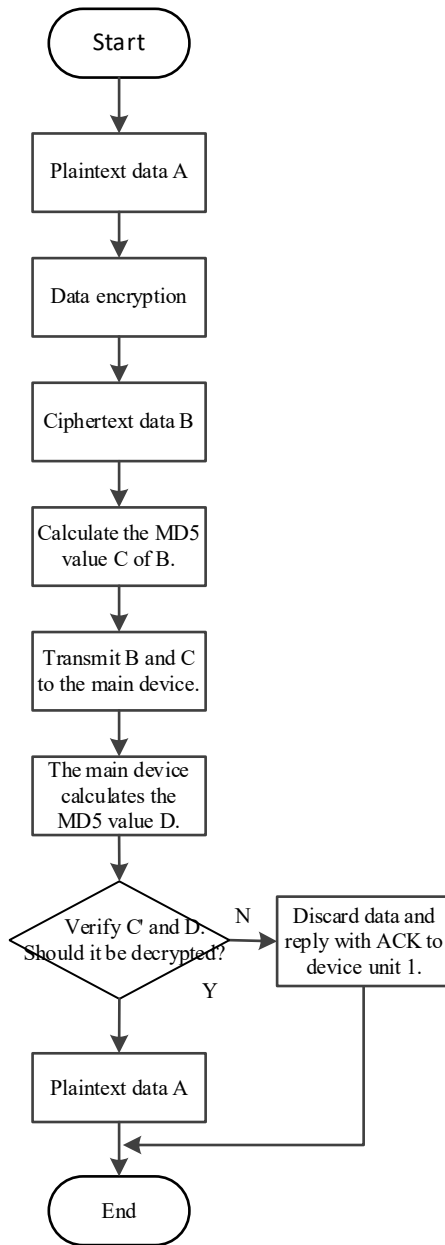 Start
Plaintext data A
Data encryption
Ciphertext data B
Calculate the MD5
value C of B.
Transmit B and C
to the main device.
The main device
calculates the
MD5 value D.
Verify C' and D.
Should it be decrypted?
N
Discard data and
reply with ACK to
device unit 1.
Y
Plaintext data A
End